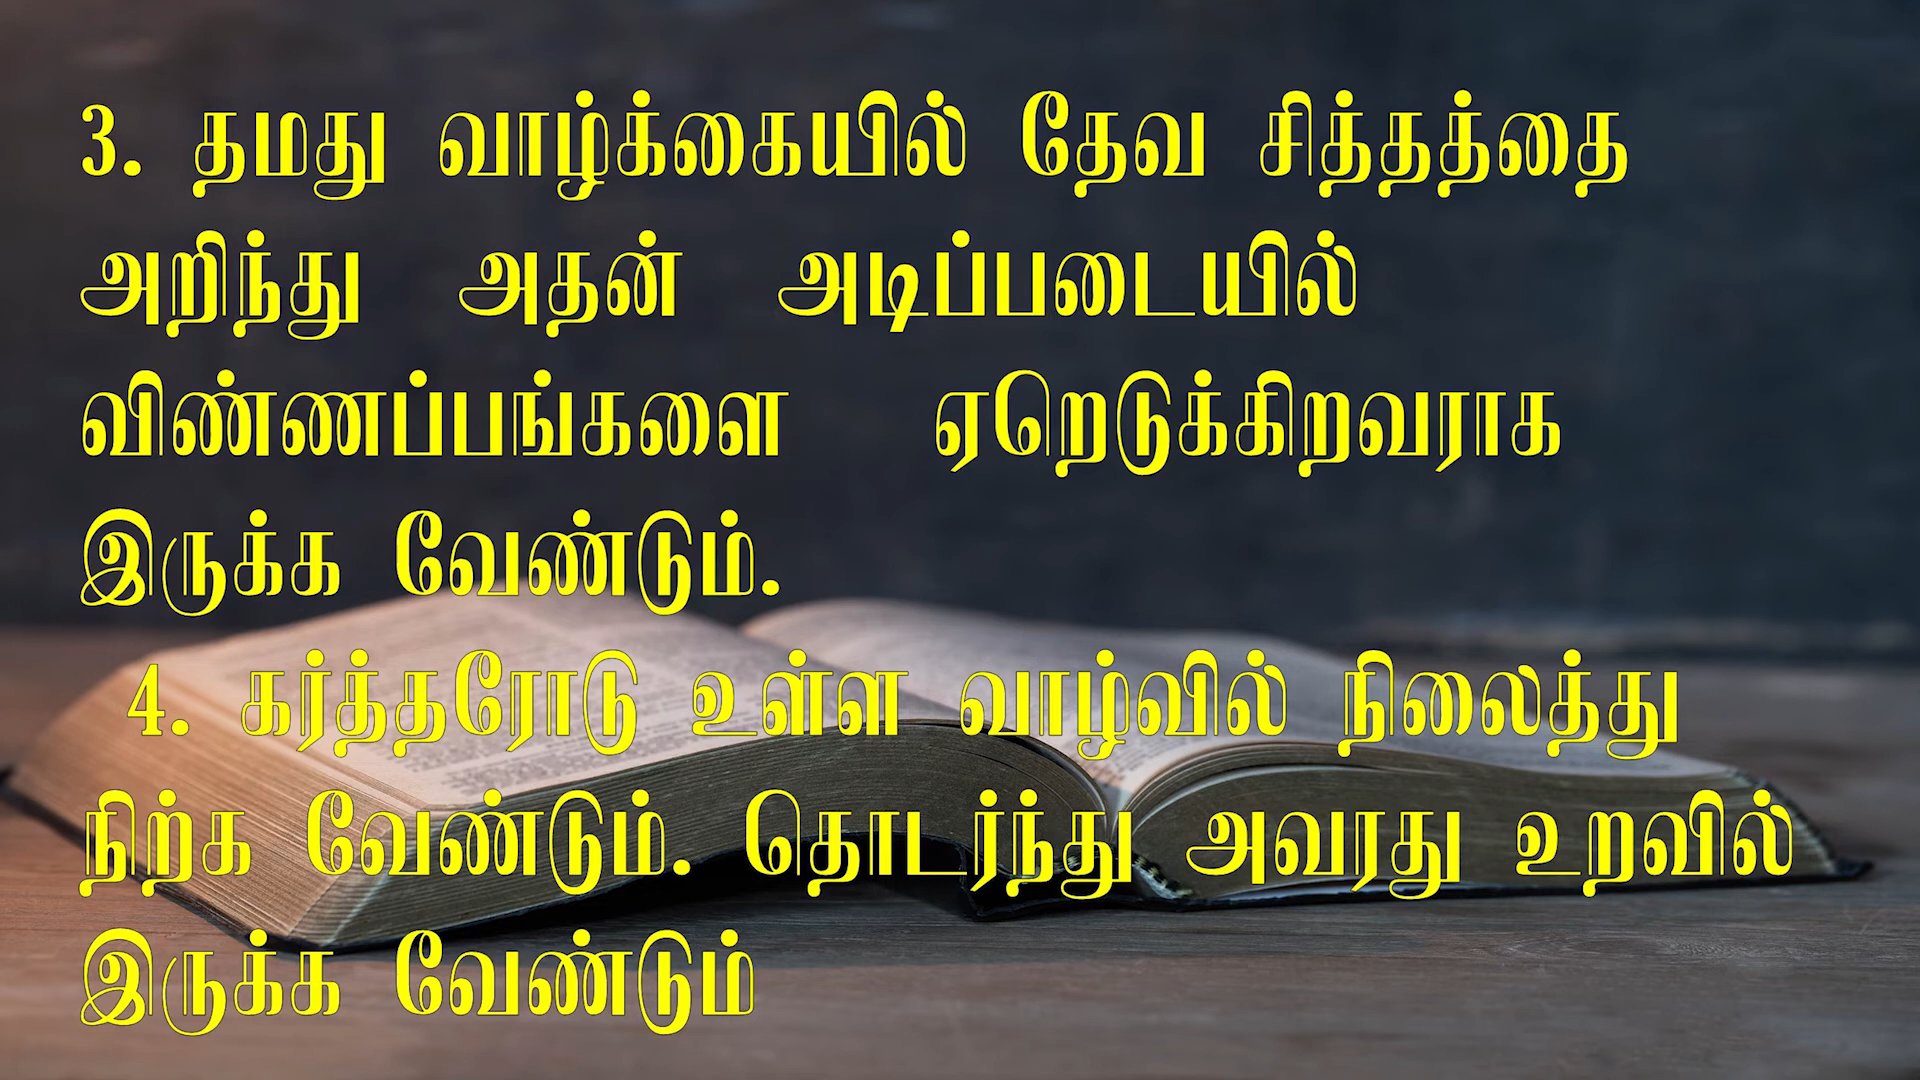 3. தமது வாழ்க்கையில் தேவ சித்தத்தை
அறிந்து அதன் அடிப்படையில்
விண்ணப்பங்களை ஏறெடுக்கிறவராக
இருக்க வேண்டும்.
4. கர்த்தரோடு உள்ள வாழ்வில் நிலைத்து
நிற்க வேண்டும். தொடர்ந்து அவரது உறவில்
இருக்க வேண்டும்